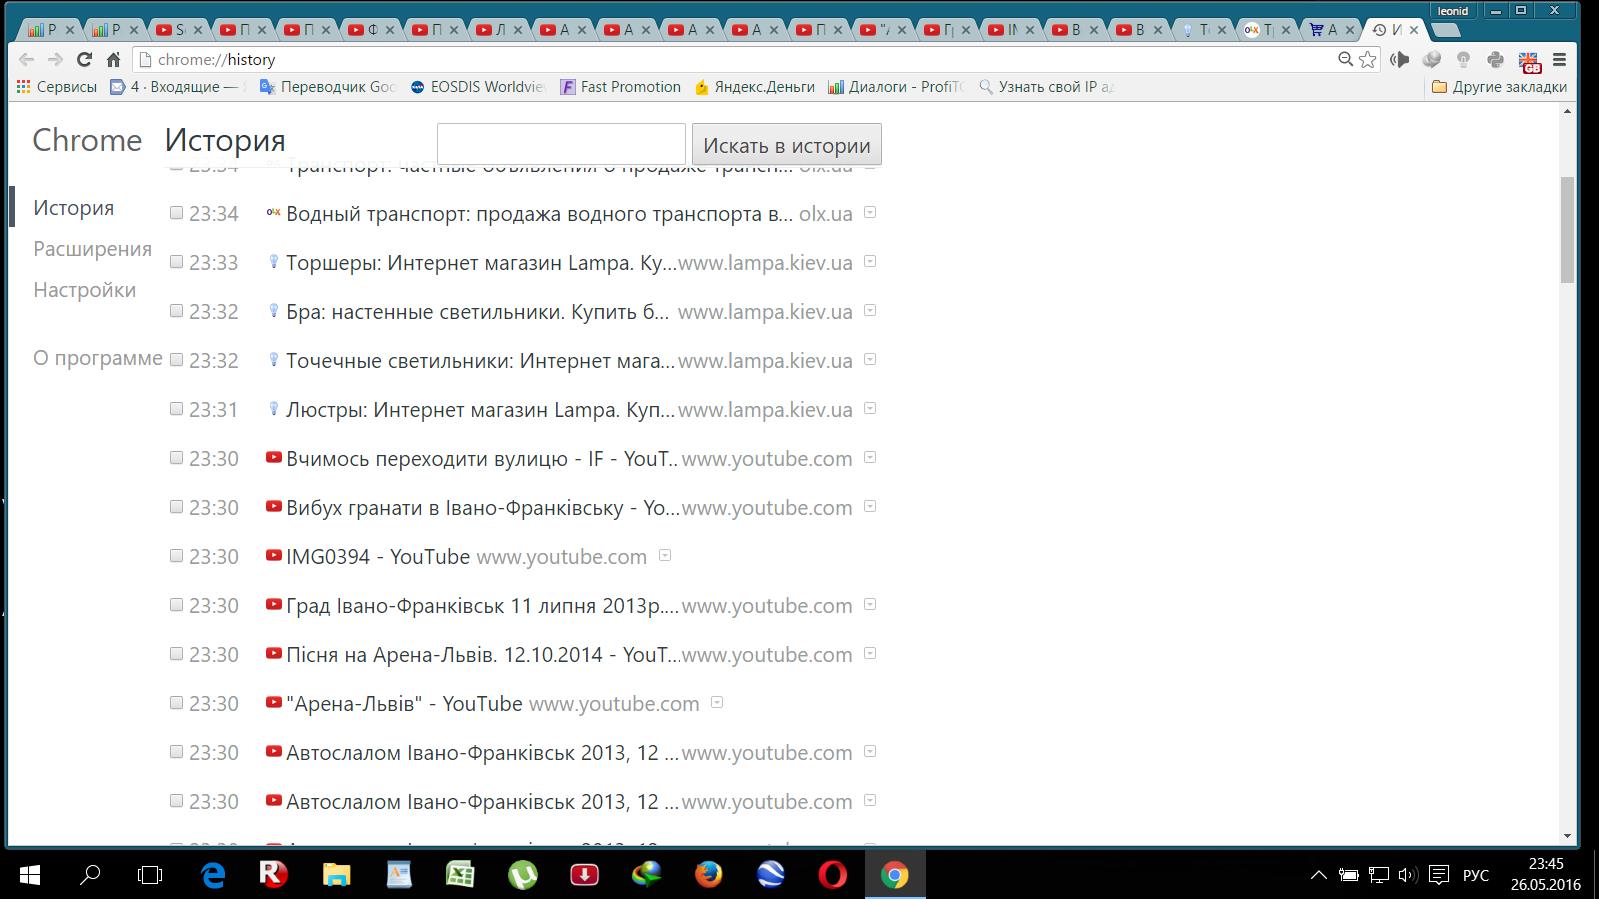 leonid
P P S П П Ф П Л А А А А П "А Гр IM В В То Тр А И
chrome://history
GB
Сервисы 4 · Входящие — Переводчик Goo EOSDIS Worldvie Fast Promotion Яндекс.Деньги Диалоги - ProfiTC Узнать свой IP ад Другие закладки
Chrome История Искать в истории
23:34 Транспорт: частные объявления о продаже трансп... olx.ua
История
23:34 Водный транспорт: продажа водного транспорта в... olx.ua
Расширения
23:33 Торшеры: Интернет магазин Lampa. Ку...www.lampa.kiev.ua
Настройки
23:32 Бра: настенные светильники. Купить б... www.lampa.kiev.ua
О программе
23:32 Точечные светильники: Интернет мага...www.lampa.kiev.ua
23:31 Люстры: Интернет магазин Lampa. Куп...www.lampa.kiev.ua
23:30 Вчимось переходити вулицю - IF - YouT..www.youtube.com
23:30 Вибух гранати в Івано-Франківську - Yo...www.youtube.com
23:30 IMG0394 - YouTube www.youtube.com
23:30 Град Івано-Франківськ 11 липня 2013р....www.youtube.com
23:30 Пісня на Арена-Львів. 12.10.2014 - YouT...www.youtube.com
23:30 "Арена-Львів" - YouTube www.youtube.com
23:30 Автослалом Івано-Франківськ 2013, 12 ...www.youtube.com
23:30 Автослалом Івано-Франківськ 2013, 12 ...www.youtube.com
РУС
23:45
26.05.2016